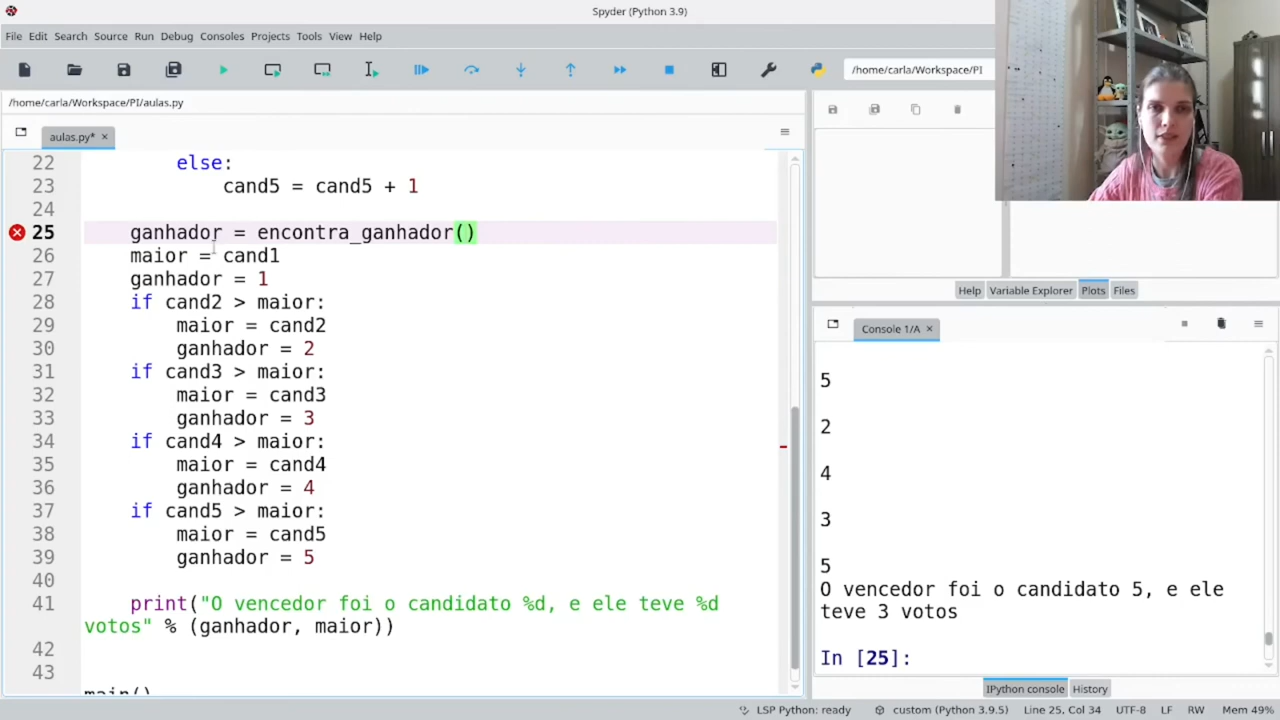 Spyder (Python 3.9)
File Edit Search Source Run Debug Consoles Projects Tools View Help
/home/carla/Workspace/PI
/home/carla/Workspace/PI/aulas.py
aulas.py*
22 else:
23 cand5 = cand5 + 1
24
25 ganhador = encontra_ganhador()
26 maior = cand1
27 ganhador = 1
28 if cand2 > maior:
29 maior = cand2
30 ganhador = 2
31 if cand3 > maior:
32 maior = cand3
33 ganhador = 3
34 if cand4 > maior:
35 maior = cand4
36 ganhador = 4
37 if cand5 > maior:
38 maior = cand5
39 ganhador = 5
40
41 print("O vencedor foi o candidato %d, e ele teve %d
votos" % (ganhador, maior))
42
43
main()
Help Variable Explorer Plots Files
Console 1/A
5
2
4
3
5
O vencedor foi o candidato 5, e ele
teve 3 votos
In [25]:
IPython console History
LSP Python: ready custom (Python 3.9.5) Line 25, Col 34 UTF-8 LF RW Mem 49%